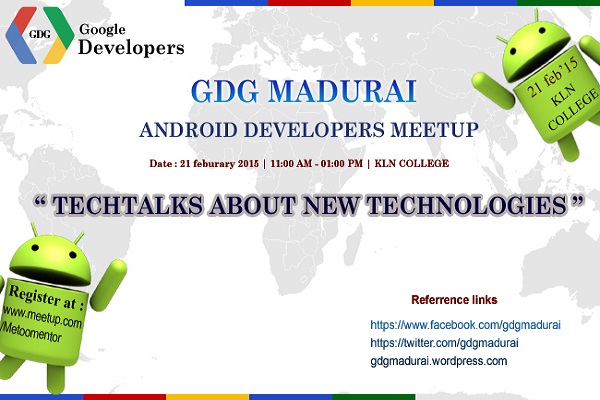 GDG
Google
Developers
21 feb'15
KLN
COLLEGE
GDG MADURAI
ANDROID DEVELOPERS MEETUP
Date : 21 feburary 2015 | 11:00 AM - 01:00 PM | KLN COLLEGE
“ TECHTALKS ABOUT NEW TECHNOLOGIES ”
Register at :
www.meetup.com
/Metoomentor
Referrence links
https://www.facebook.com/gdgmadurai
https://twitter.com/gdgmadurai
gdgmadurai.wordpress.com